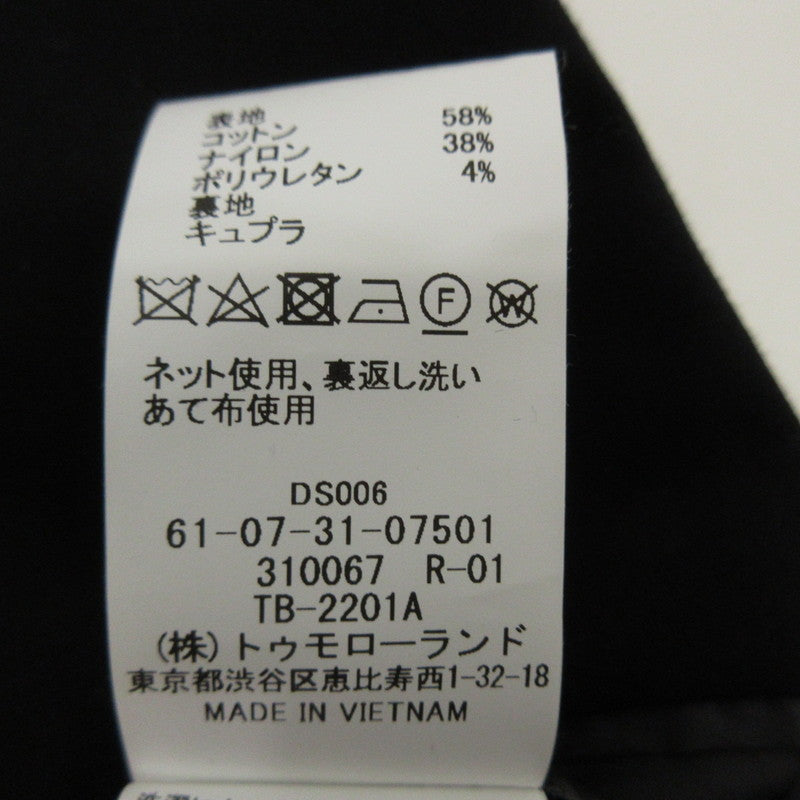 表地
コットン 58%
ナイロン 38%
ポリウレタン 4%
裏地
キュプラ
F W
ネット使用、裏返し洗い
あて布使用
DS006
61-07-31-07501
310067 R-01
TB-2201A
(株)トゥモローランド
東京都渋谷区恵比寿西1-32-18
MADE IN VIETNAM